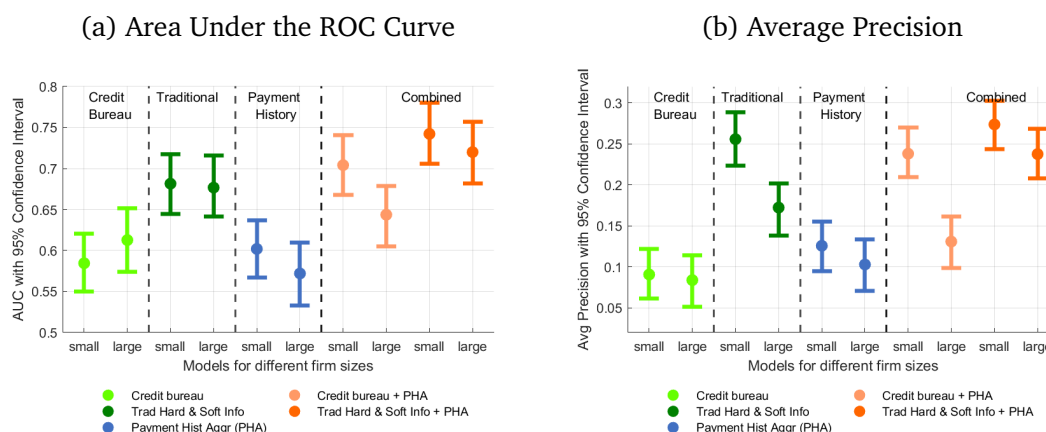 (a) Area Under the ROC Curve
AUC with 95% Confidence Interval
0.8
0.75
0.7
0.65
0.6
0.55
0.5
Credit
Bureau
Traditional
Payment
History
Combined
small large small large small large small large small large
Models for different firm sizes
Credit bureau
Trad Hard & Soft Info
Payment Hist Aggr (PHA)
Credit bureau + PHA
Trad Hard & Soft Info + PHA
(b) Average Precision
Avg Precision with 95% Confidence Interval
0.3
0.25
0.2
0.15
0.1
0.05
Credit
Bureau
Traditional
Payment
History
Combined
small large small large small large small large small large
Models for different firm sizes
Credit bureau
Trad Hard & Soft Info
Payment Hist Aggr (PHA)
Credit bureau + PHA
Trad Hard & Soft Info + PHA